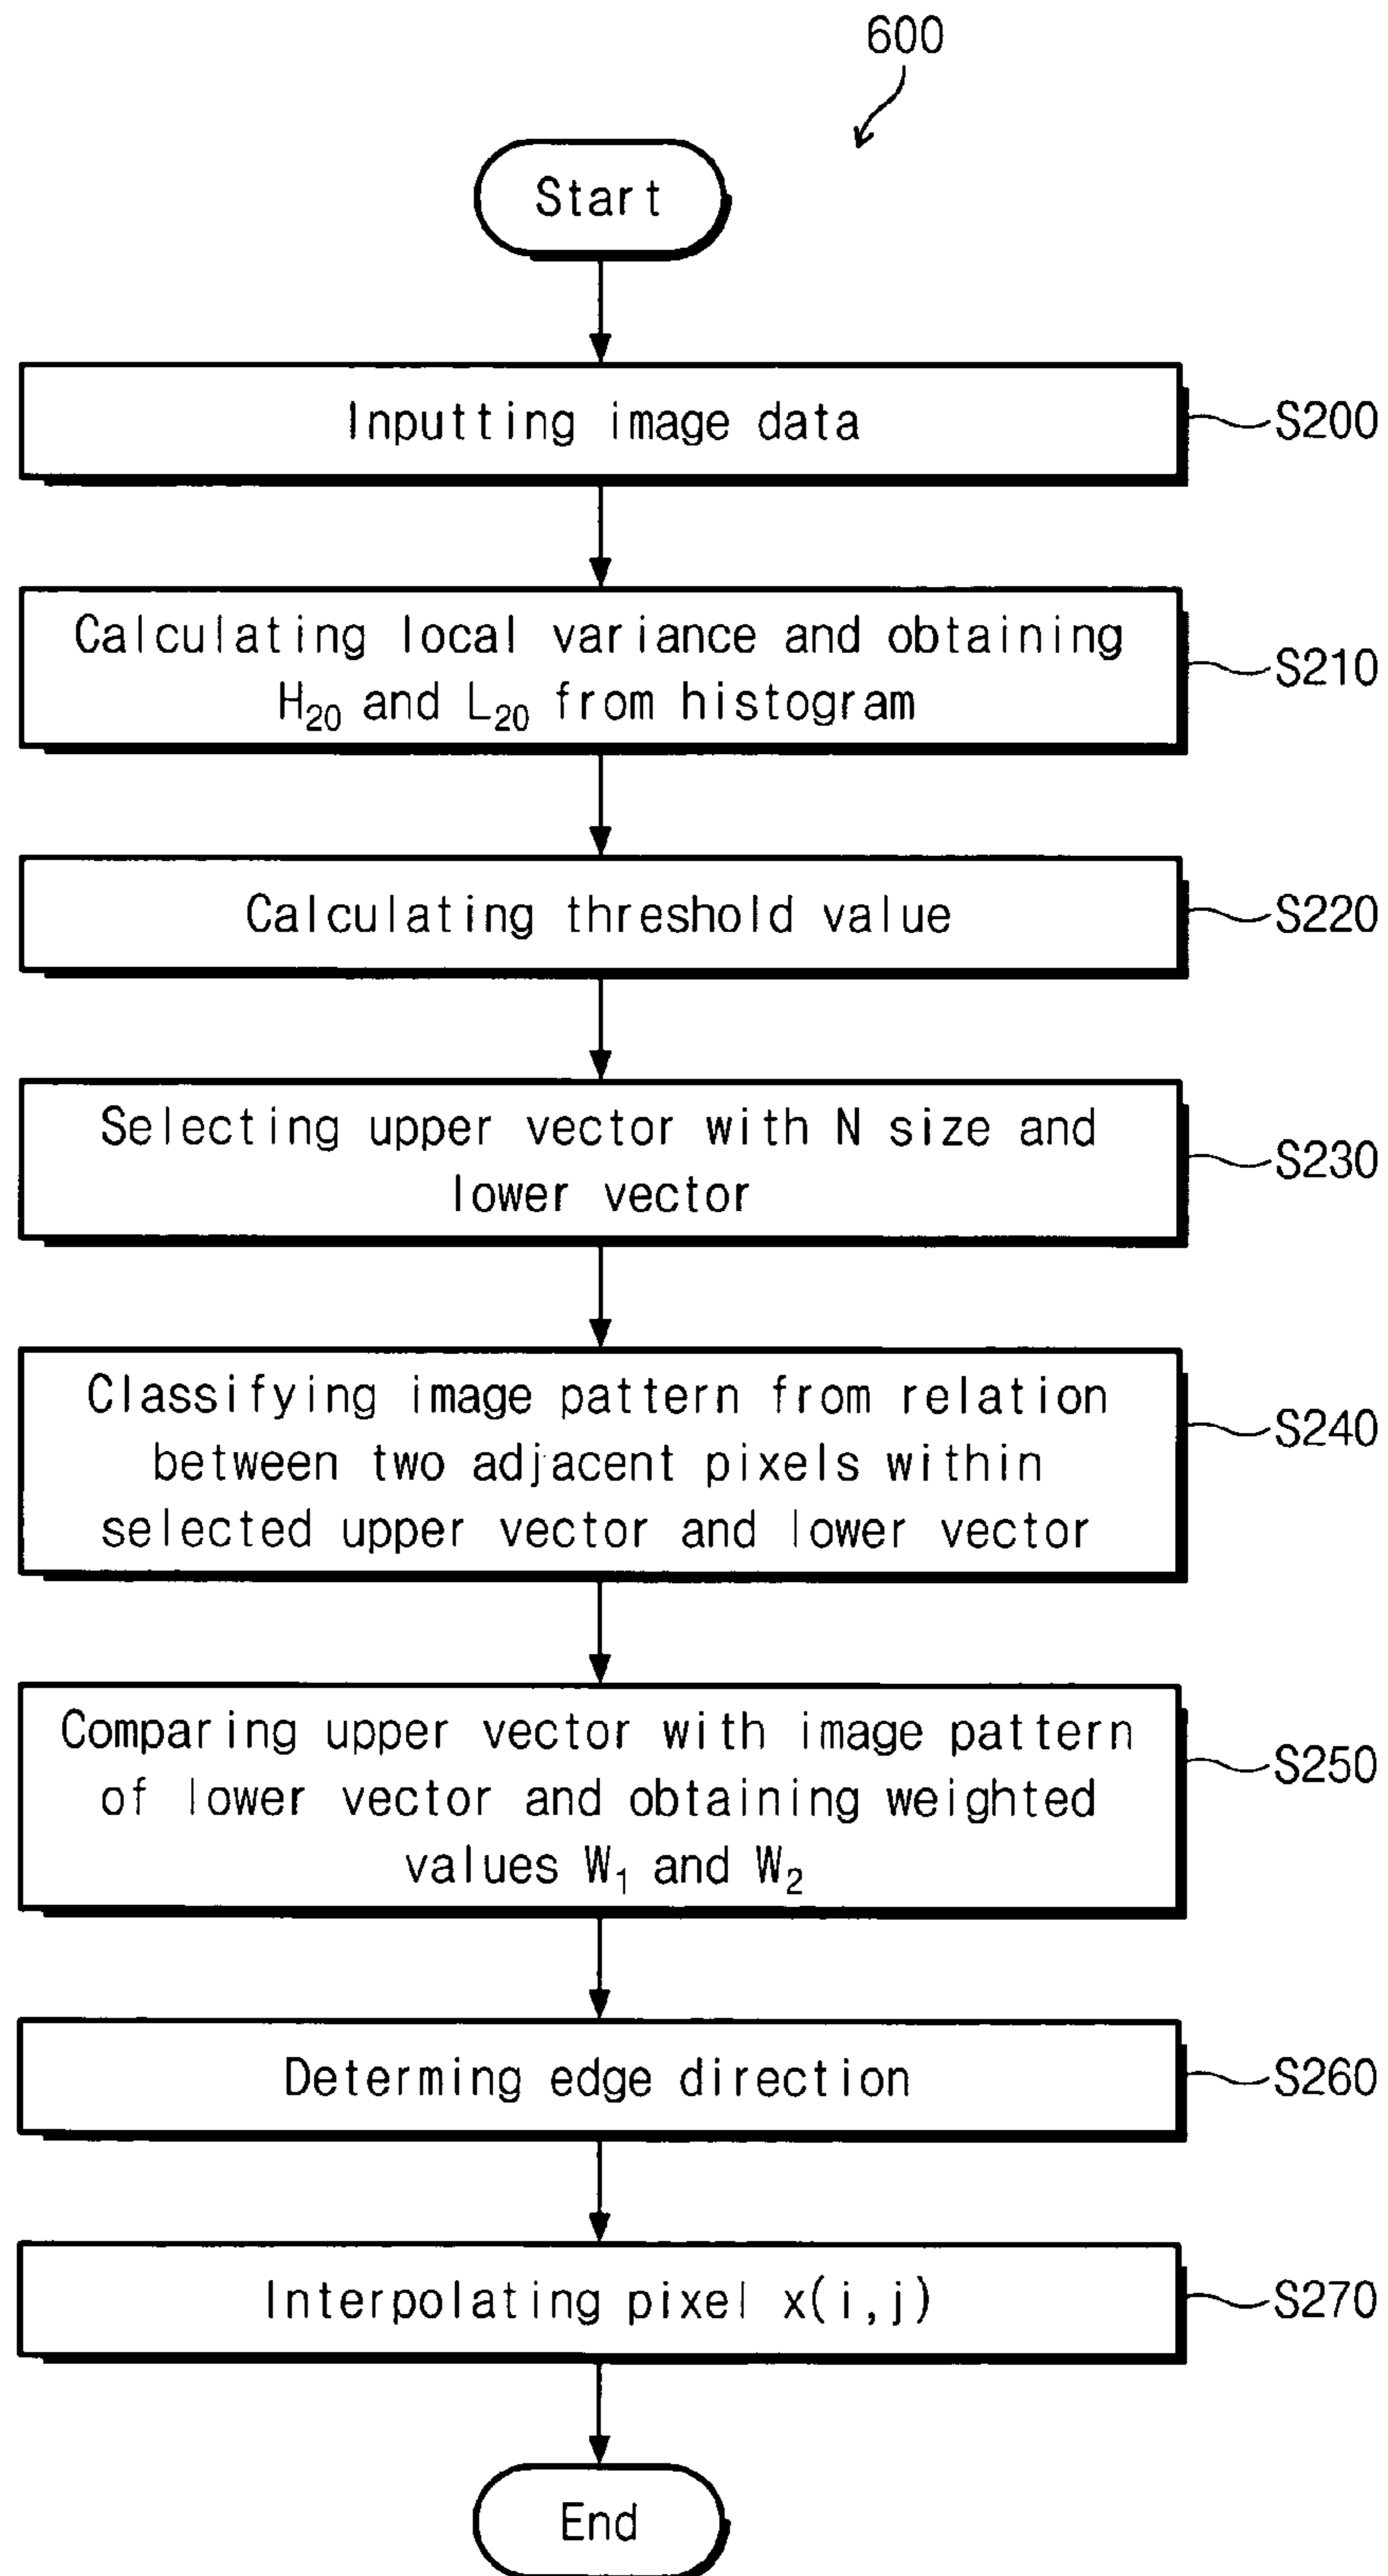 600
Start
Inputting image data
S200
Calculating local variance and obtaining
H₂₀ and L₂₀ from histogram
S210
Calculating threshold value
S220
Selecting upper vector with N size and
lower vector
S230
Classifying image pattern from relation
between two adjacent pixels within
selected upper vector and lower vector
S240
Comparing upper vector with image pattern
of lower vector and obtaining weighted
values W₁ and W₂
S250
Determing edge direction
S260
Interpolating pixel x(i,j)
S270
End